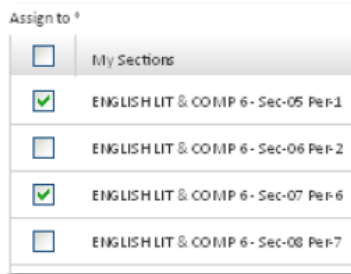 Assign to *
My Sections
ENGLISH LIT & COMP 6- Sec-05 Per-1
ENGLISH LIT & COMP 6- Sec-06 Per-2
ENGLISH LIT & COMP 6- Sec-07 Per-6
ENGLISH LIT & COMP 6- Sec-08 Per-7